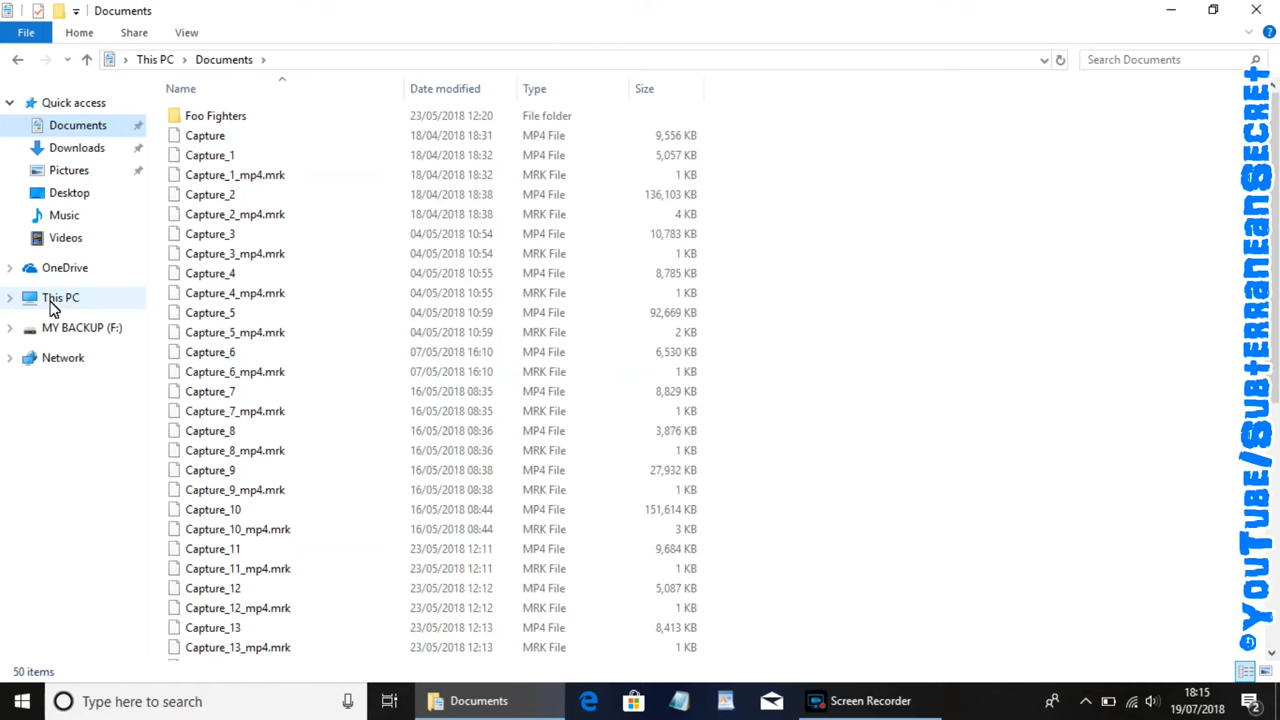 Documents
File Home Share View
This PC Documents Search Documents
Name Date modified Type Size
Quick access
Documents
Downloads
Pictures
Desktop
Music
Videos
OneDrive
This PC
MY BACKUP (F:)
Network
Foo Fighters 23/05/2018 12:20 File folder
Capture 18/04/2018 18:31 MP4 File 9,556 KB
Capture_1 18/04/2018 18:32 MP4 File 5,057 KB
Capture_1_mp4.mrk 18/04/2018 18:32 MRK File 1 KB
Capture_2 18/04/2018 18:38 MP4 File 136,103 KB
Capture_2_mp4.mrk 18/04/2018 18:38 MRK File 4 KB
Capture_3 04/05/2018 10:54 MP4 File 10,783 KB
Capture_3_mp4.mrk 04/05/2018 10:54 MRK File 1 KB
Capture_4 04/05/2018 10:55 MP4 File 8,785 KB
Capture_4_mp4.mrk 04/05/2018 10:55 MRK File 1 KB
Capture_5 04/05/2018 10:59 MP4 File 92,669 KB
Capture_5_mp4.mrk 04/05/2018 10:59 MRK File 2 KB
Capture_6 07/05/2018 16:10 MP4 File 6,530 KB
Capture_6_mp4.mrk 07/05/2018 16:10 MRK File 1 KB
Capture_7 16/05/2018 08:35 MP4 File 8,829 KB
Capture_7_mp4.mrk 16/05/2018 08:35 MRK File 1 KB
Capture_8 16/05/2018 08:36 MP4 File 3,876 KB
Capture_8_mp4.mrk 16/05/2018 08:36 MRK File 1 KB
Capture_9 16/05/2018 08:38 MP4 File 27,932 KB
Capture_9_mp4.mrk 16/05/2018 08:38 MRK File 1 KB
Capture_10 16/05/2018 08:44 MP4 File 151,614 KB
Capture_10_mp4.mrk 16/05/2018 08:44 MRK File 3 KB
Capture_11 23/05/2018 12:11 MP4 File 9,684 KB
Capture_11_mp4.mrk 23/05/2018 12:11 MRK File 1 KB
Capture_12 23/05/2018 12:12 MP4 File 5,087 KB
Capture_12_mp4.mrk 23/05/2018 12:12 MRK File 1 KB
Capture_13 23/05/2018 12:13 MP4 File 8,413 KB
Capture_13_mp4.mrk 23/05/2018 12:13 MRK File 1 KB
©YouTube/SubterraneanSecret
50 items
Type here to search Documents Screen Recorder 18:15
19/07/2018 2